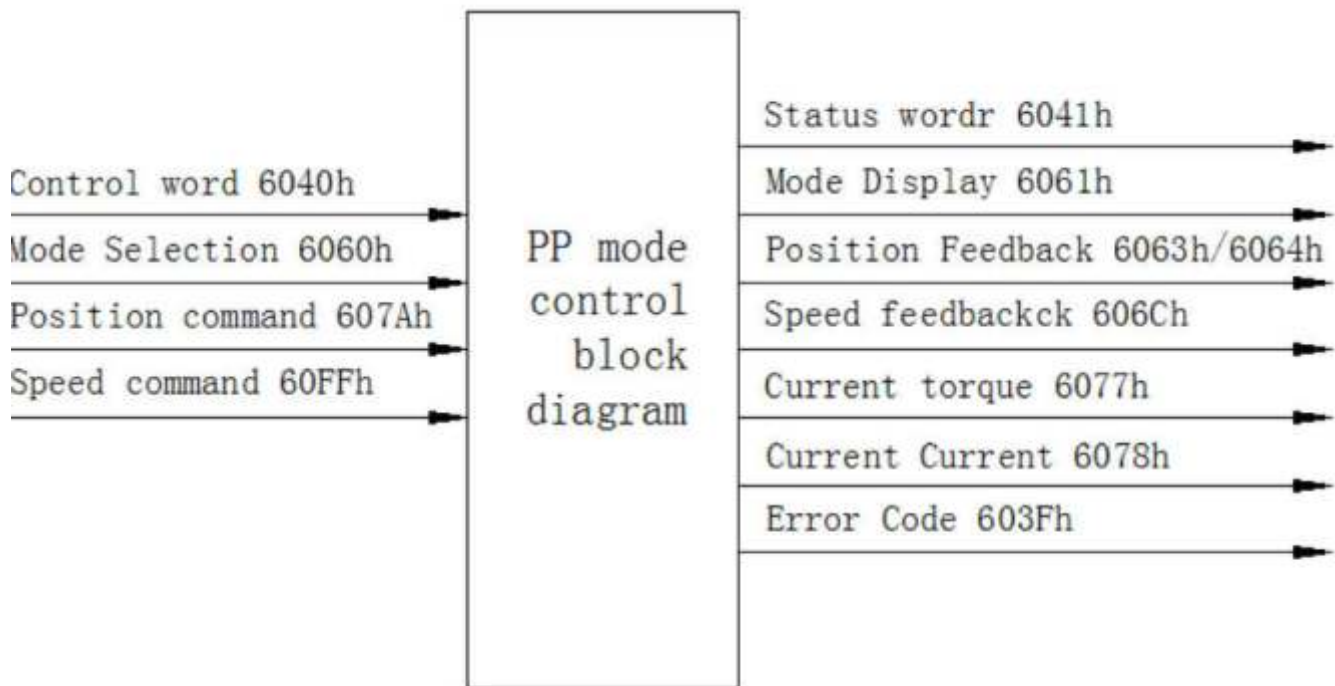 Control word 6040h
Mode Selection 6060h
Position command 607Ah
Speed command 60FFh
PP mode
control
block
diagram
Status wordr 6041h
Mode Display 6061h
Position Feedback 6063h/6064h
Speed feedbackck 606Ch
Current torque 6077h
Current Current 6078h
Error Code 603Fh